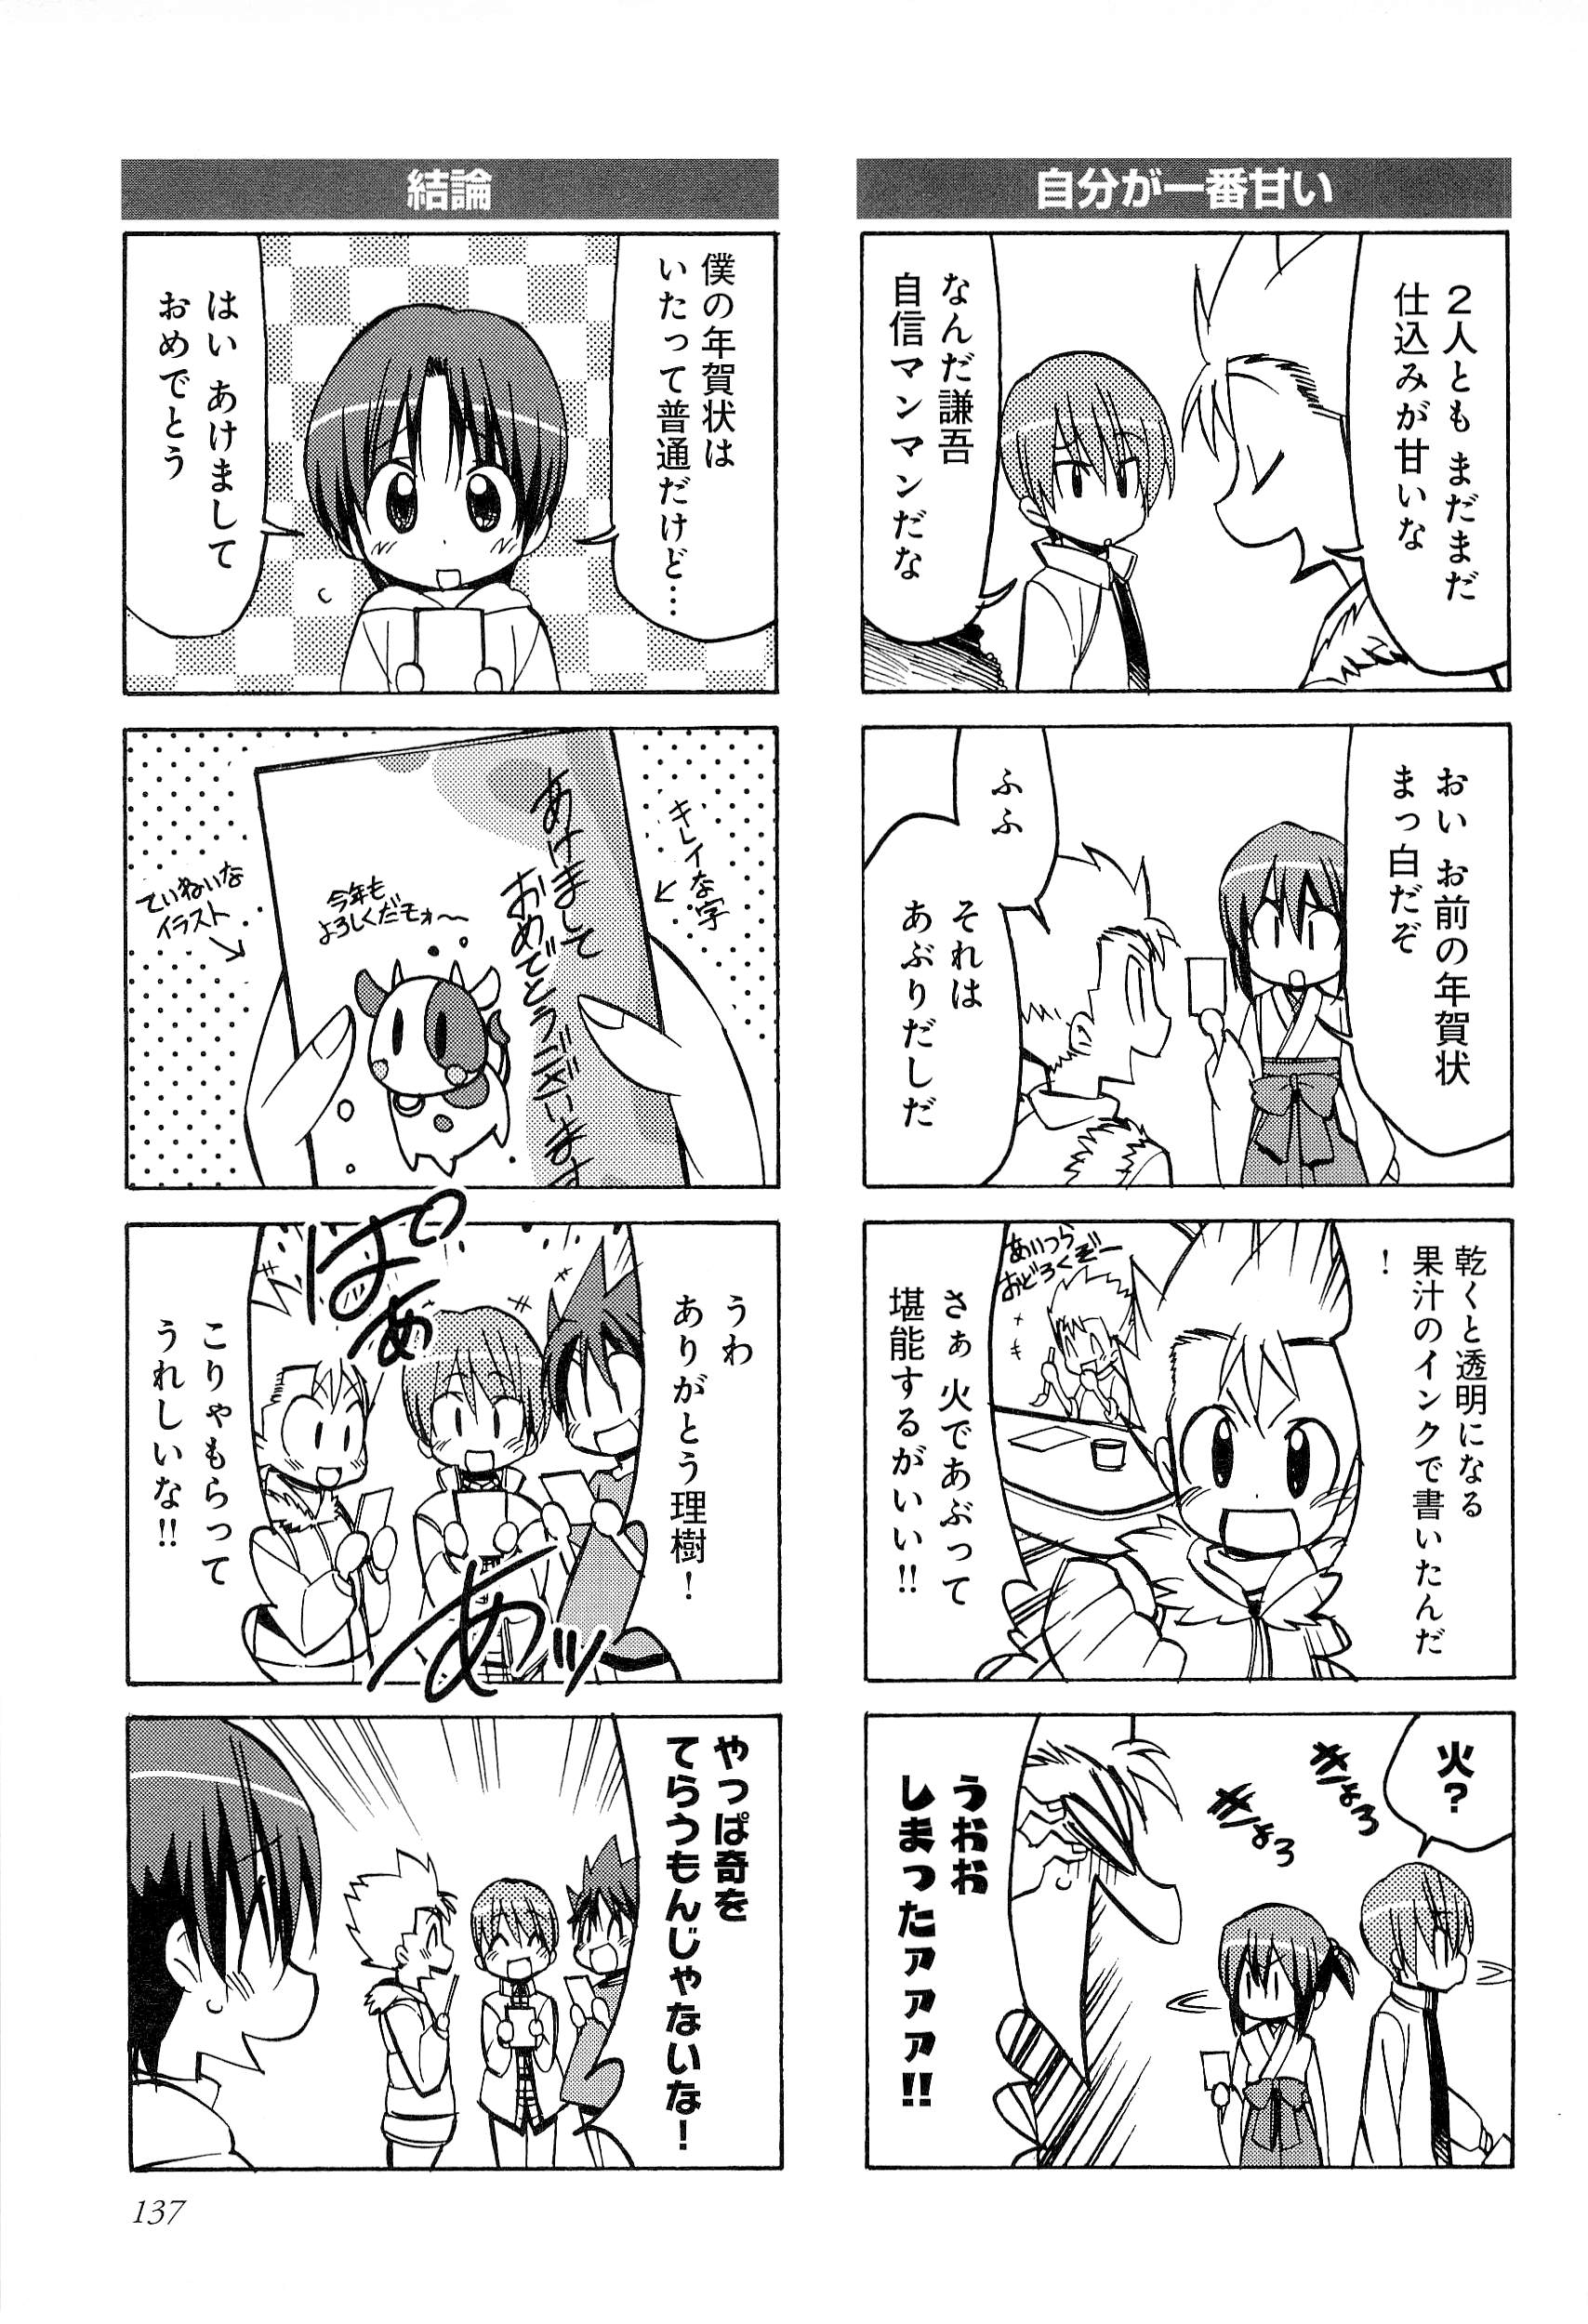 自分が一番甘い
2人とも まだまだ
仕込みが甘いな
なんだ謙吾
自信マンマンだな
おい お前の年賀状
まっ白だぞ
ふふ
それは
あぶりだしだ
乾くと透明になる
果汁のインクで書いたんだ
！
あいつら
おどろくぞー
さぁ 火であぶって
堪能するがいい!!
火？
きょろ
きょろ
うおお
しまったァァァ!!
結論
僕の年賀状は
いたって普通だけど…
はい あけまして
おめでとう
キレイな字
あけまして
おめでとうございます
今年も
よろしくだモォ〜
ていねいな
イラスト
ぱぁ
あッ
うわ
ありがとう理樹！
こりゃもらって
うれしいな!!
やっぱ奇を
てらうもんじゃないな！
137